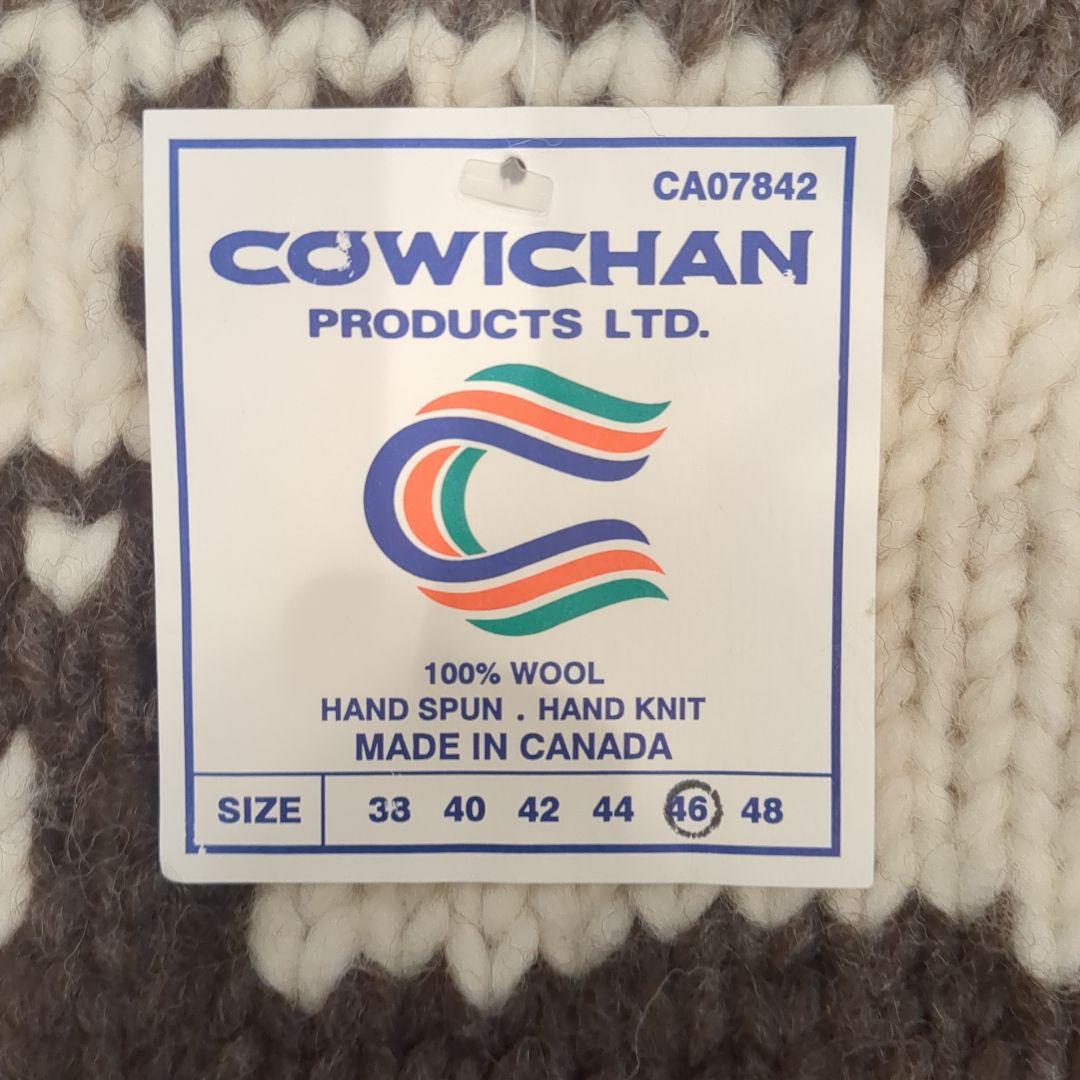 CA07842
COWICHAN
PRODUCTS LTD.
100% WOOL
HAND SPUN . HAND KNIT
MADE IN CANADA
SIZE 38 40 42 44 46 48